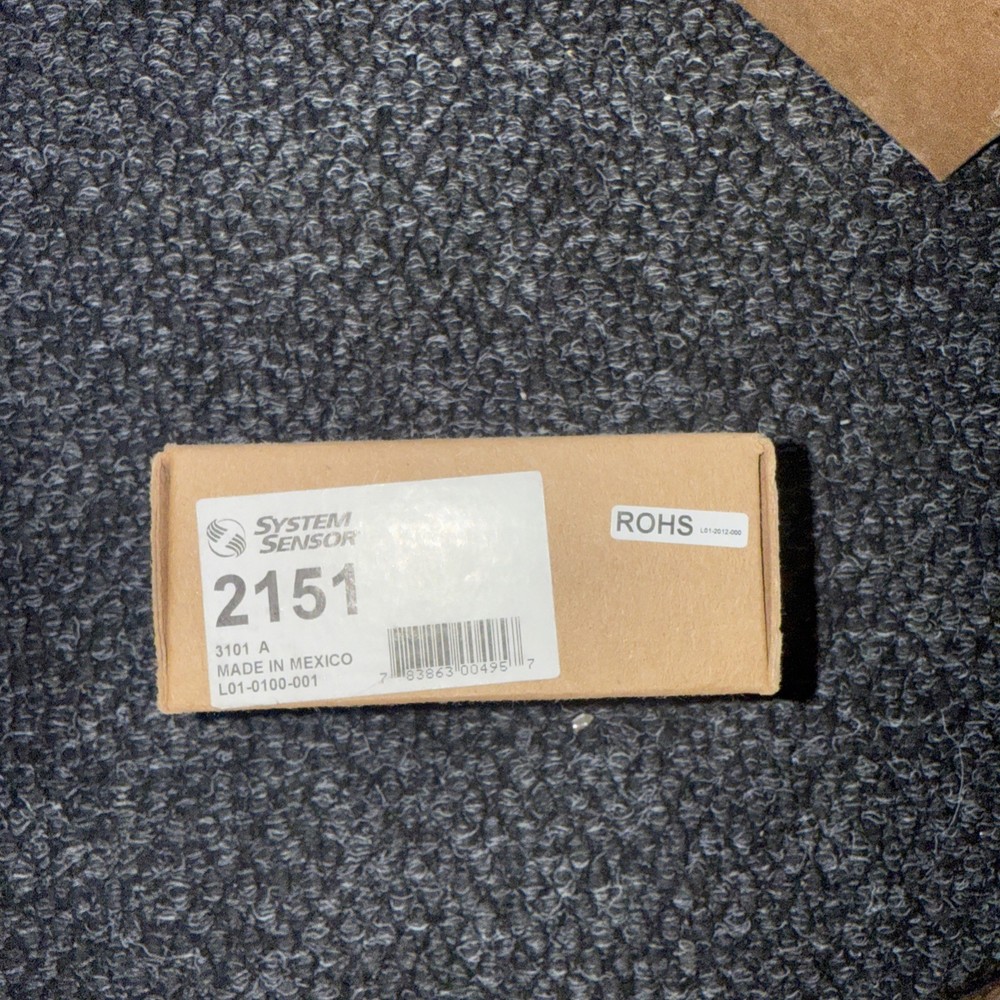 SYSTEM
SENSOR
2151
3101 A
MADE IN MEXICO
L01-0100-001
7 83863 00495 7
ROHS L01-2012-000